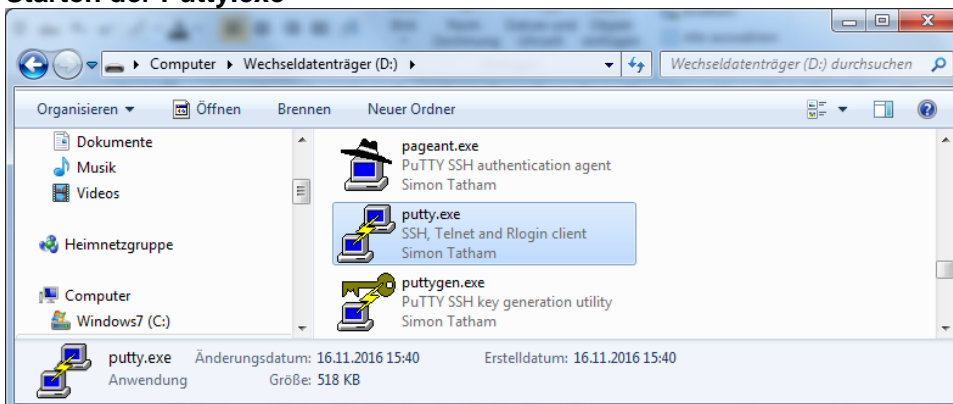 Starten der Putty.exe
Computer ▸ Wechseldatenträger (D:) ▸
Wechseldatenträger (D:) durchsuchen
Organisieren Öffnen Brennen Neuer Ordner
Dokumente
Musik
Videos
Heimnetzgruppe
Computer
Windows7 (C:)
pageant.exe
PuTTY SSH authentication agent
Simon Tatham
putty.exe
SSH, Telnet and Rlogin client
Simon Tatham
puttygen.exe
PuTTY SSH key generation utility
Simon Tatham
putty.exe Änderungsdatum: 16.11.2016 15:40 Erstelldatum: 16.11.2016 15:40
Anwendung Größe: 518 KB